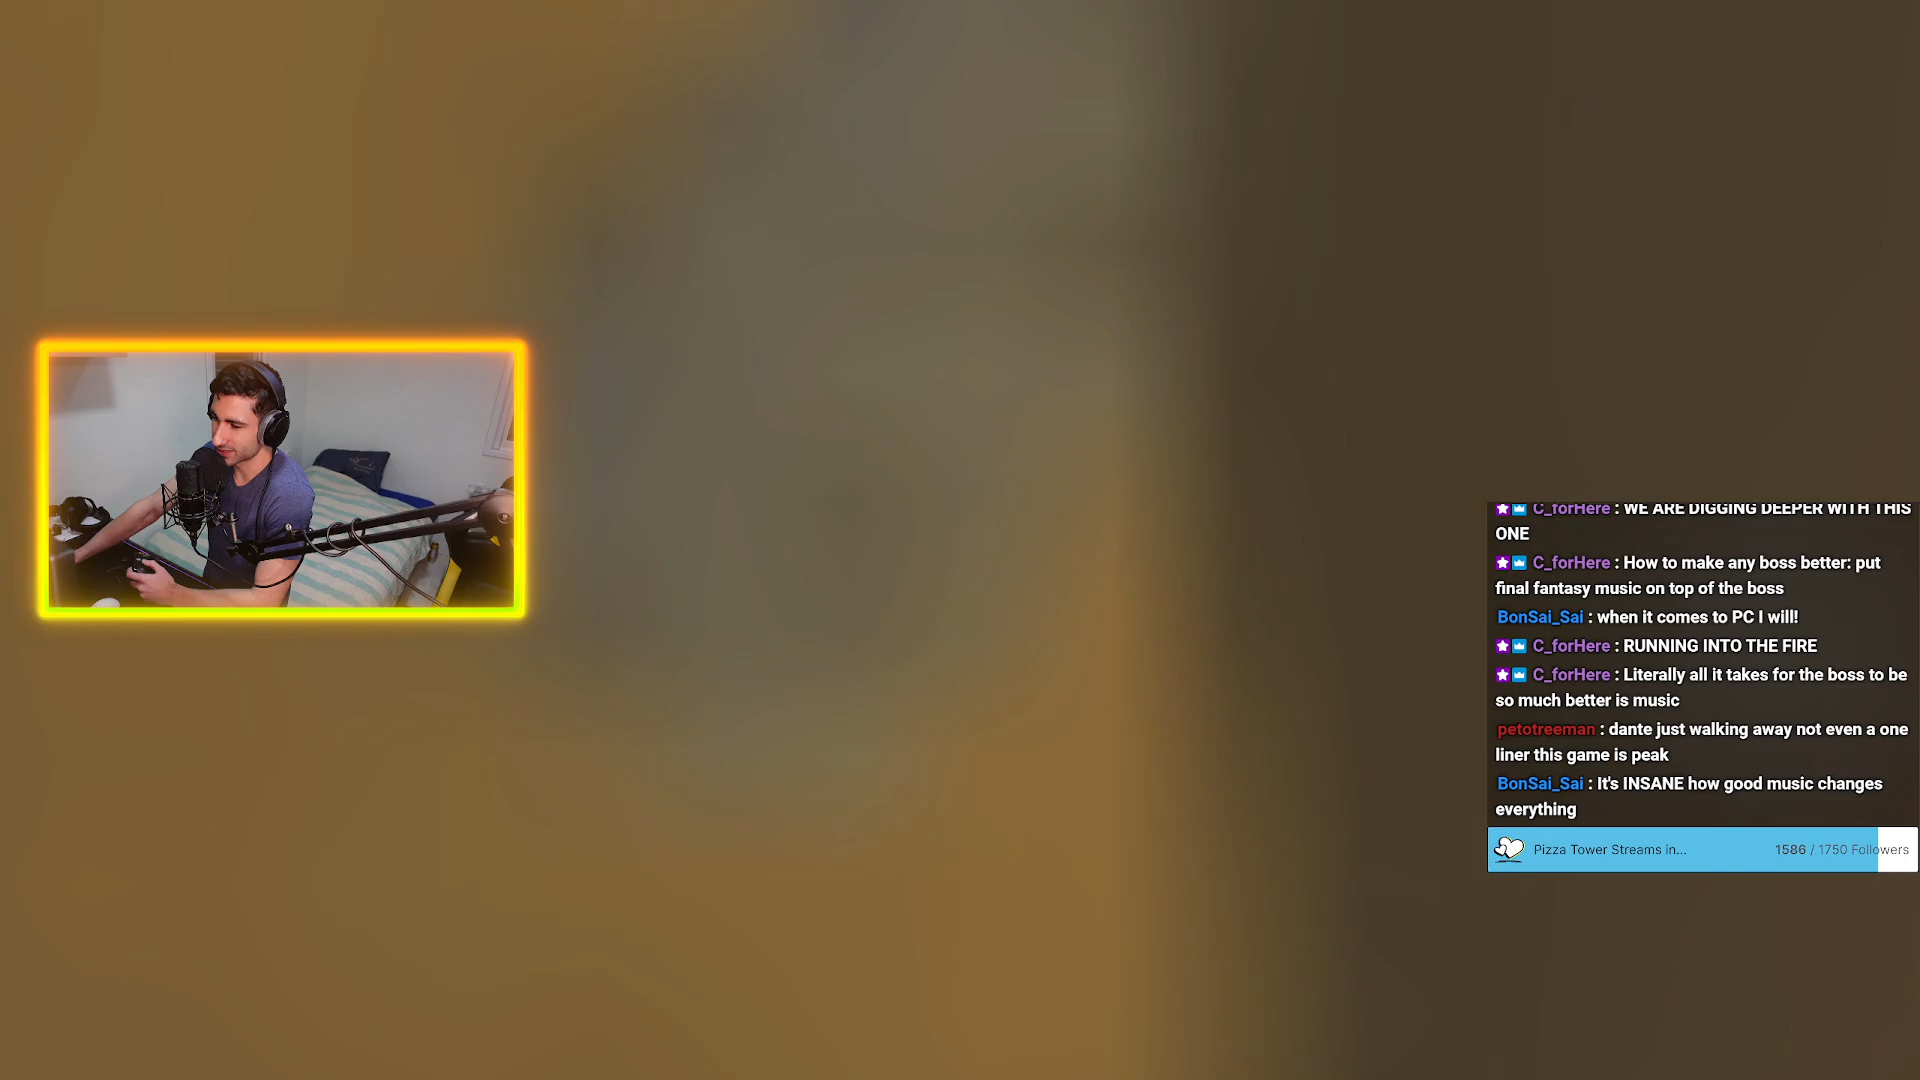 C_forHere : WE ARE DIGGING DEEPER WITH THIS
ONE
C_forHere : How to make any boss better: put
final fantasy music on top of the boss
BonSai_Sai : when it comes to PC I will!
C_forHere : RUNNING INTO THE FIRE
C_forHere : Literally all it takes for the boss to be
so much better is music
petotreeman : dante just walking away not even a one
liner this game is peak
BonSai_Sai : It's INSANE how good music changes
everything
Pizza Tower Streams in... 1586 / 1750 Followers